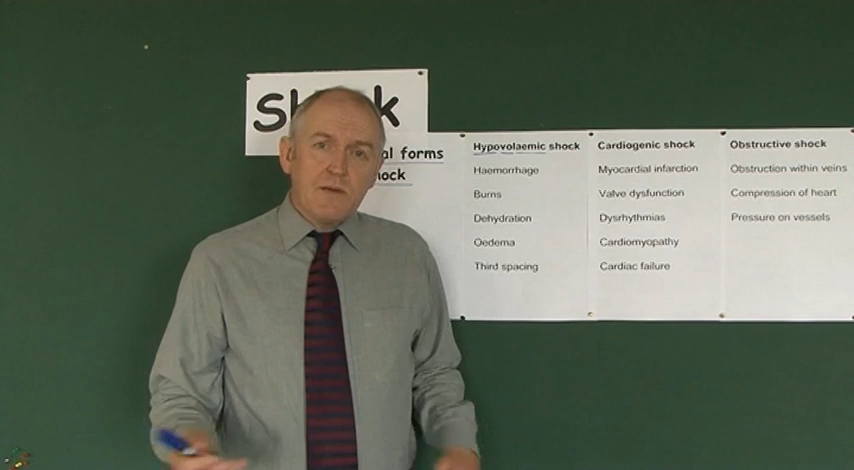 Sh k
al forms
hock
Hypovolaemic shock
Haemorrhage
Burns
Dehydration
Oedema
Third spacing
Cardiogenic shock
Myocardial infarction
Valve dysfunction
Dysrhythmias
Cardiomyopathy
Cardiac failure
Obstructive shock
Obstruction within veins
Compression of heart
Pressure on vessels